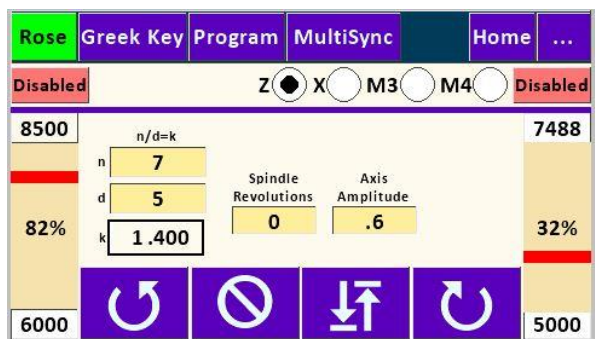 Rose Greek Key Program MultiSync Home ...
Disabled Z X M3 M4 Disabled
8500 n/d=k 7488
n 7
d 5
Spindle Revolutions
0
Axis Amplitude
.6
k 1.400
82% 32%
6000 5000